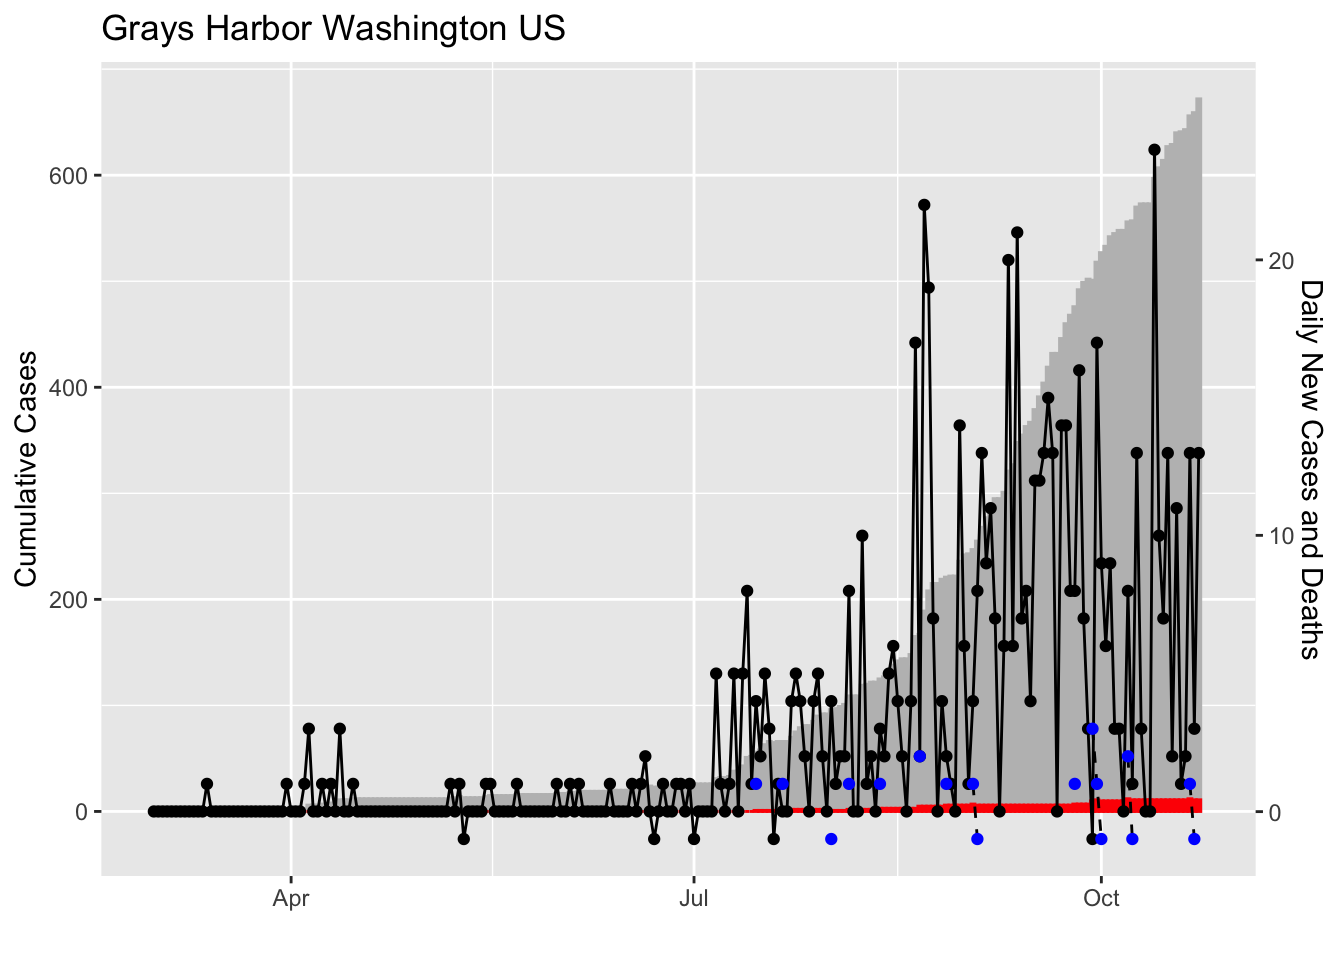 Grays Harbor Washington US
Cumulative Cases
600
400
200
0
20
10
0
Daily New Cases and Deaths
Apr
Jul
Oct